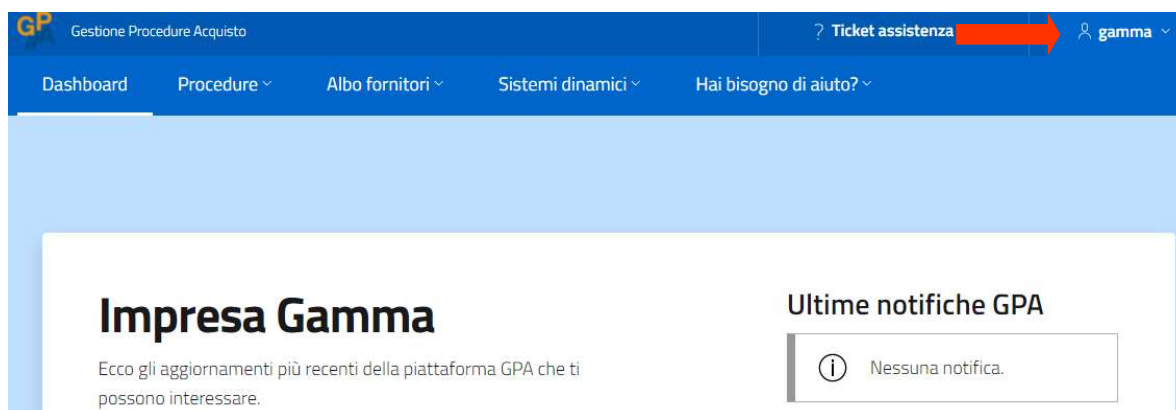 GP
Gestione Procedure Acquisto
? Ticket assistenza
gamma
Dashboard Procedure Albo fornitori Sistemi dinamici Hai bisogno di aiuto?
Impresa Gamma
Ecco gli aggiornamenti più recenti della piattaforma GPA che ti
possono interessare.
Ultime notifiche GPA
Nessuna notifica.